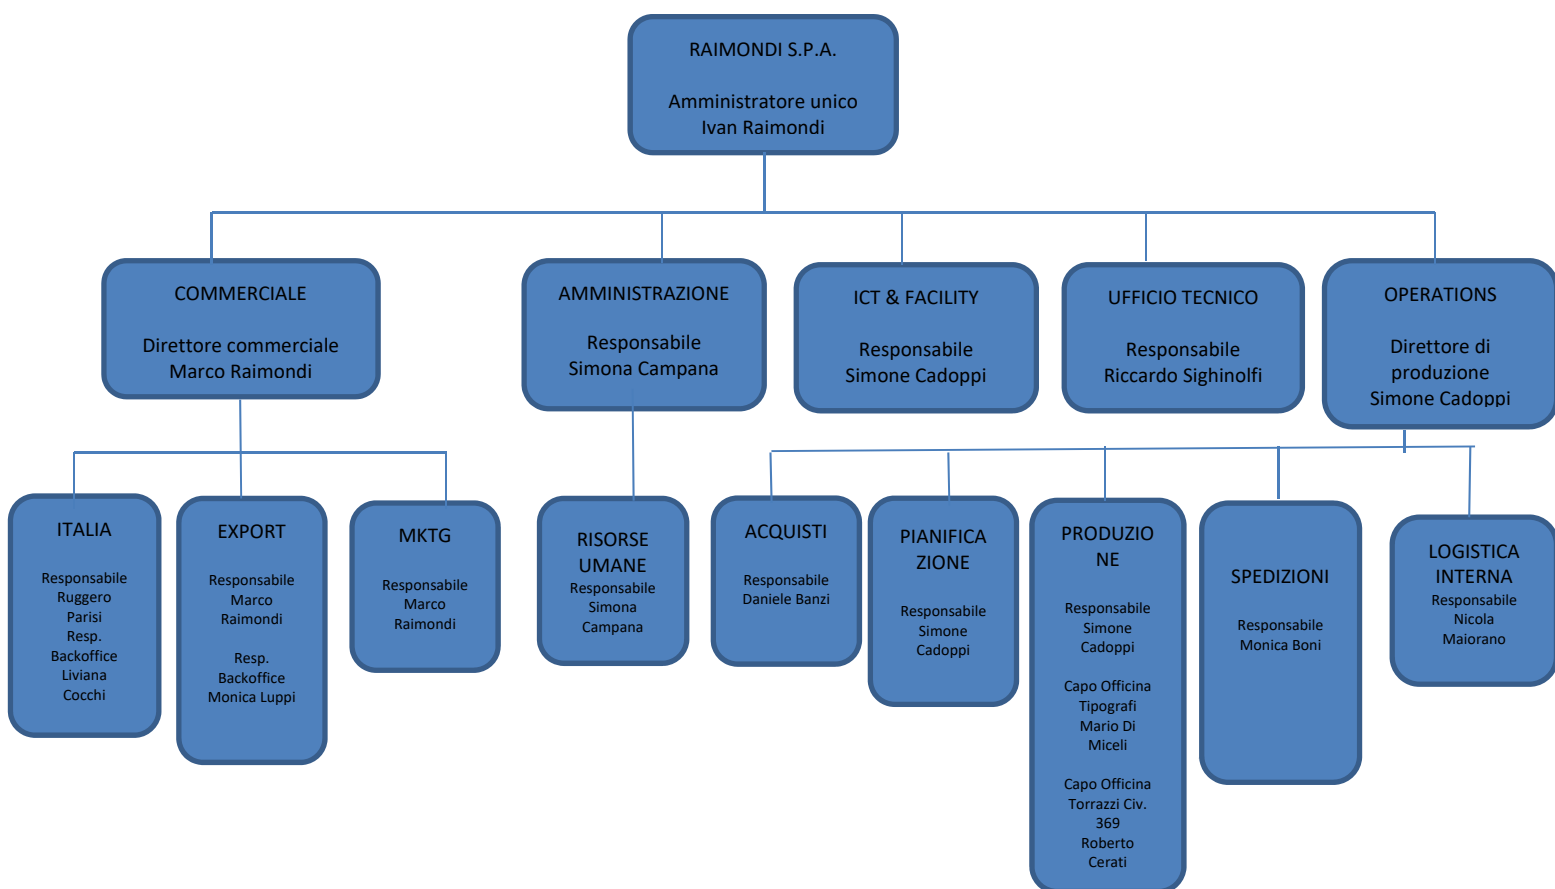 RAIMONDI S.P.A.
Amministratore unico
Ivan Raimondi
COMMERCIALE
Direttore commerciale
Marco Raimondi
AMMINISTRAZIONE
Responsabile
Simona Campana
ICT & FACILITY
Responsabile
Simone Cadoppi
UFFICIO TECNICO
Responsabile
Riccardo Sighinolfi
OPERATIONS
Direttore di
produzione
Simone Cadoppi
ITALIA
Responsabile
Ruggero
Parisi
Resp.
Backoffice
Liviana
Cocchi
EXPORT
Responsabile
Marco
Raimondi
Resp.
Backoffice
Monica Luppi
MKTG
Responsabile
Marco
Raimondi
RISORSE
UMANE
Responsabile
Simona
Campana
ACQUISTI
Responsabile
Daniele Banzi
PIANIFICA
ZIONE
Responsabile
Simone
Cadoppi
PRODUZIO
NE
Responsabile
Simone
Cadoppi
Capo Officina
Tipografi
Mario Di
Miceli
Capo Officina
Torrazzi Civ.
369
Roberto
Cerati
SPEDIZIONI
Responsabile
Monica Boni
LOGISTICA
INTERNA
Responsabile
Nicola
Maiorano